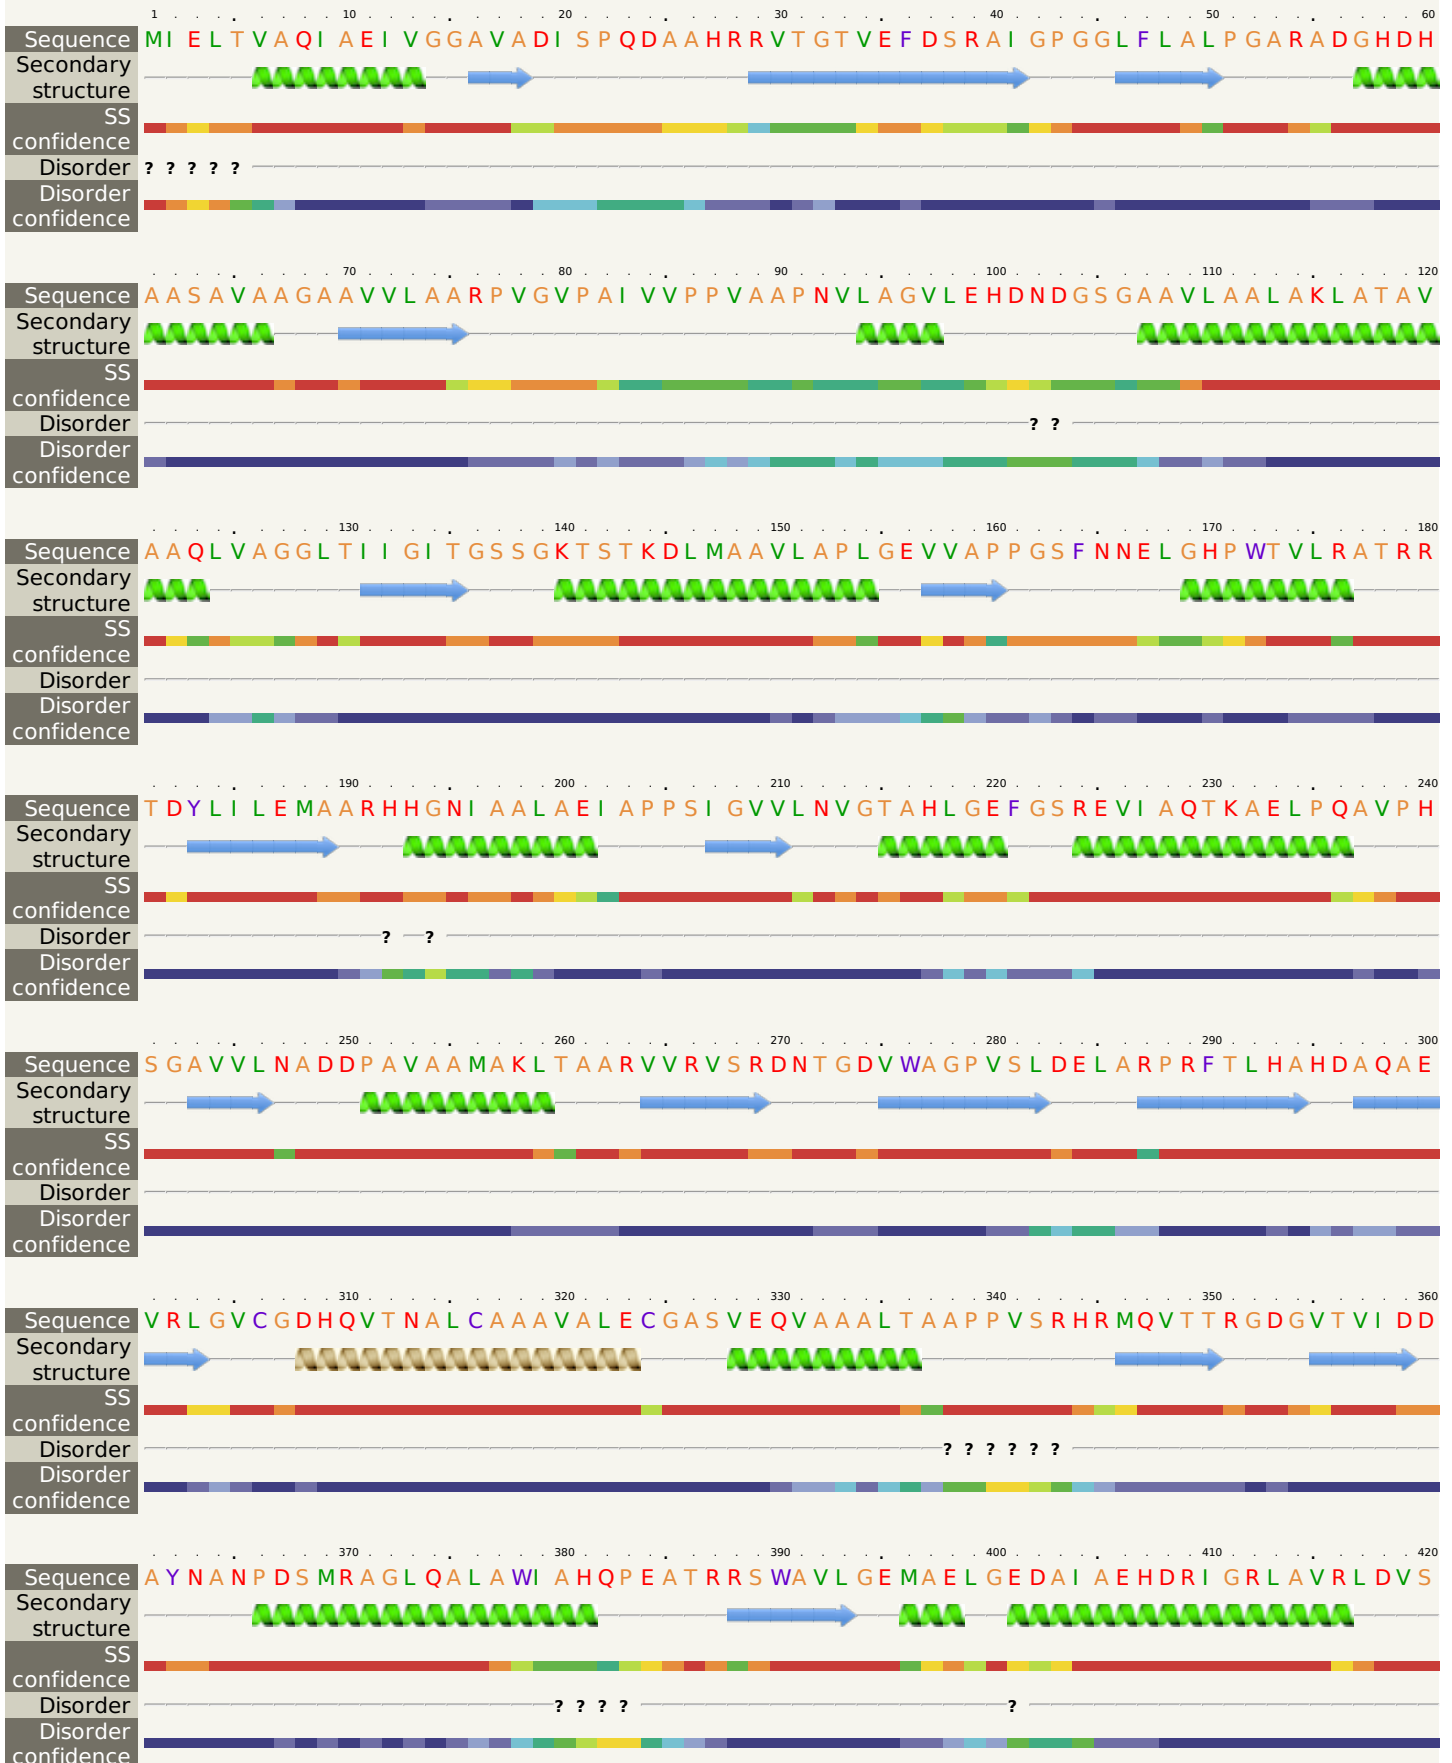 1 10 20 30 40 50 60
Sequence MIELTVAQIAEIVGGAVADISPQDAAHRRVTGTVEFDSRAIGPGGLFLALPGARADGHDH
Secondary
structure
SS
confidence
Disorder ? ? ? ? ?
Disorder
confidence
70 80 90 100 110 120
Sequence AASAVAAGAAVVLAARPVGVPAIVVPPVAAPNVLAGVLEHDNDGSGAAVLAALAKLATAV
Secondary
structure
SS
confidence
Disorder ? ?
Disorder
confidence
130 140 150 160 170 180
Sequence AAQLVAGGLTIIGITGSSGKTSTKDLMAAVLAPLGEVVAPPGSFNNELGHPWTVLRATRR
Secondary
structure
SS
confidence
Disorder
Disorder
confidence
190 200 210 220 230 240
Sequence TDYLILEMAARHHGNIAALAEIAPPSIGVVLNVGTAHLGEFGSREVIAQTKAELPQAVPH
Secondary
structure
SS
confidence
Disorder ? ?
Disorder
confidence
250 260 270 280 290 300
Sequence SGAVVLNADDPAVAAMAKLTAARVVRVSRDNTGDVWAGPVSLDELARPRFTLHAHDAQAE
Secondary
structure
SS
confidence
Disorder
Disorder
confidence
310 320 330 340 350 360
Sequence VRLGVCGDHQVTNALCAAAVALECGASVEQVAAALTAAPPVSRHRMQVTTRGDGVTVIDD
Secondary
structure
SS
confidence
Disorder ? ? ? ? ? ?
Disorder
confidence
370 380 390 400 410 420
Sequence AYNANPDSMRAGLQALAWIAHQPEATRRSWAVLGEMAELGEDAIAEHDRIGRLAVRLDVS
Secondary
structure
SS
confidence
Disorder ? ? ? ? ?
Disorder
confidence